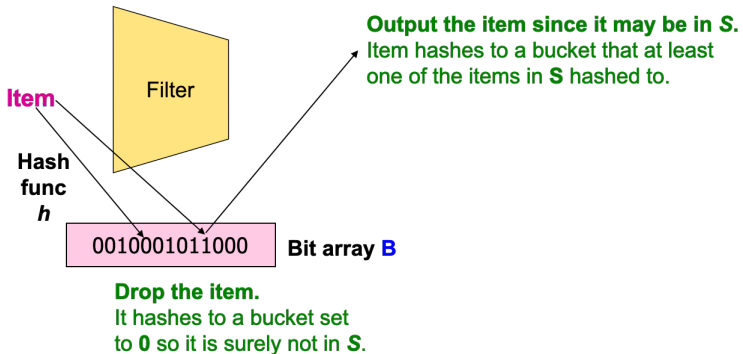 Output the item since it may be in S.
Item hashes to a bucket that at least
one of the items in S hashed to.
Filter
Item
Hash
func
h
0010001011000
Bit array B
Drop the item.
It hashes to a bucket set
to 0 so it is surely not in S.